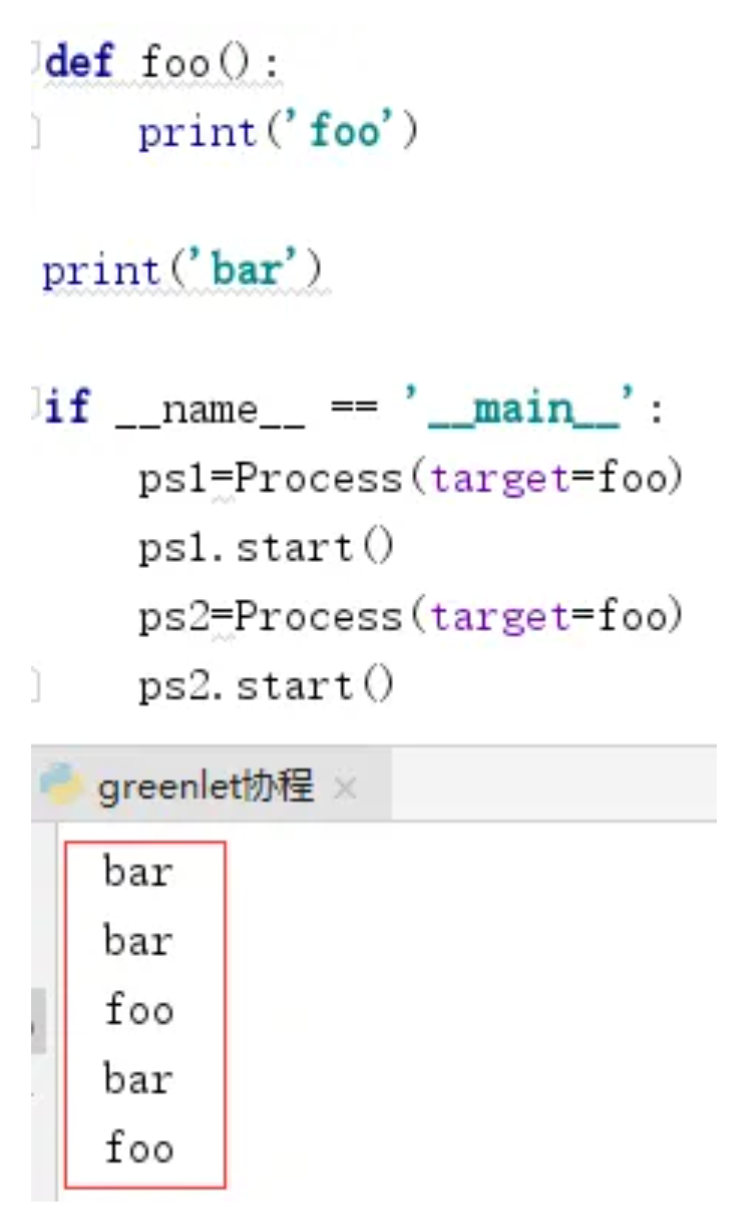 def foo():
    print('foo')
print('bar')
if __name__ == '__main__':
    ps1=Process(target=foo)
    ps1.start()
    ps2=Process(target=foo)
    ps2.start()
greenlet协程 ×
bar
bar
foo
bar
foo